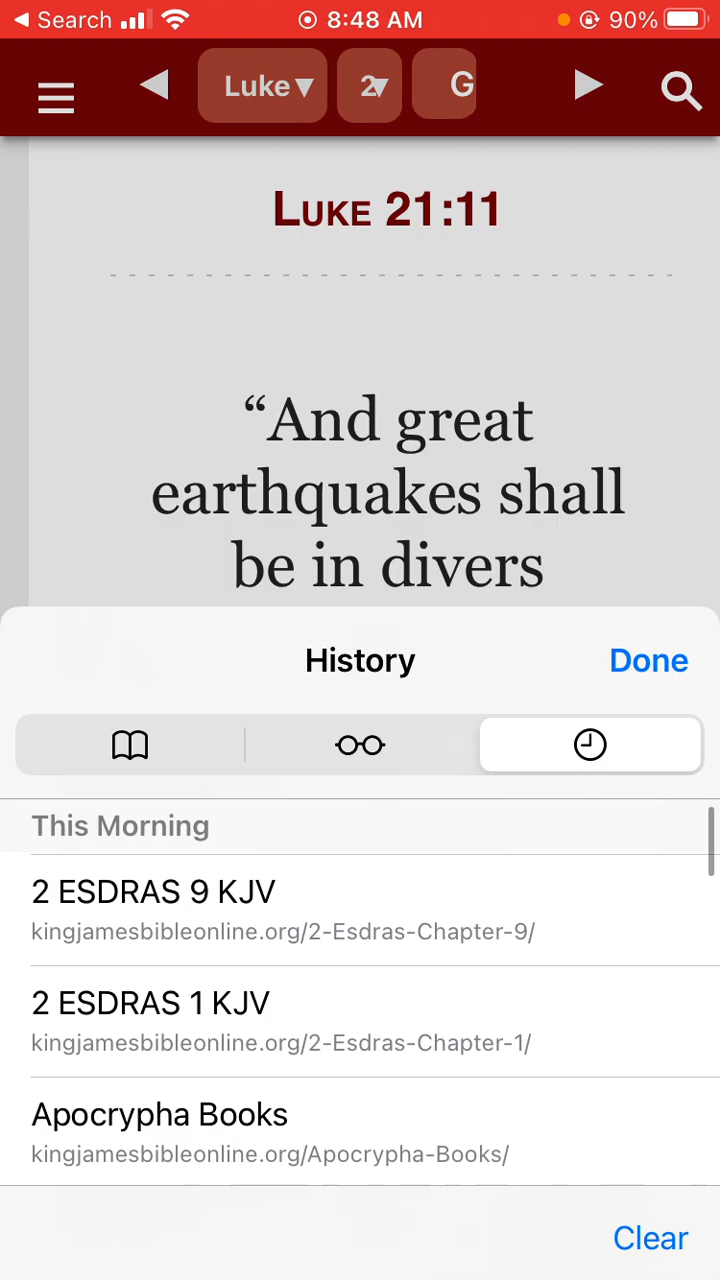 ◀ Search 8:48 AM 90%
Luke▼ 2▼ G
LUKE 21:11
“And great
earthquakes shall
be in divers
History Done
This Morning
2 ESDRAS 9 KJV
kingjamesbibleonline.org/2-Esdras-Chapter-9/
2 ESDRAS 1 KJV
kingjamesbibleonline.org/2-Esdras-Chapter-1/
Apocrypha Books
kingjamesbibleonline.org/Apocrypha-Books/
Clear